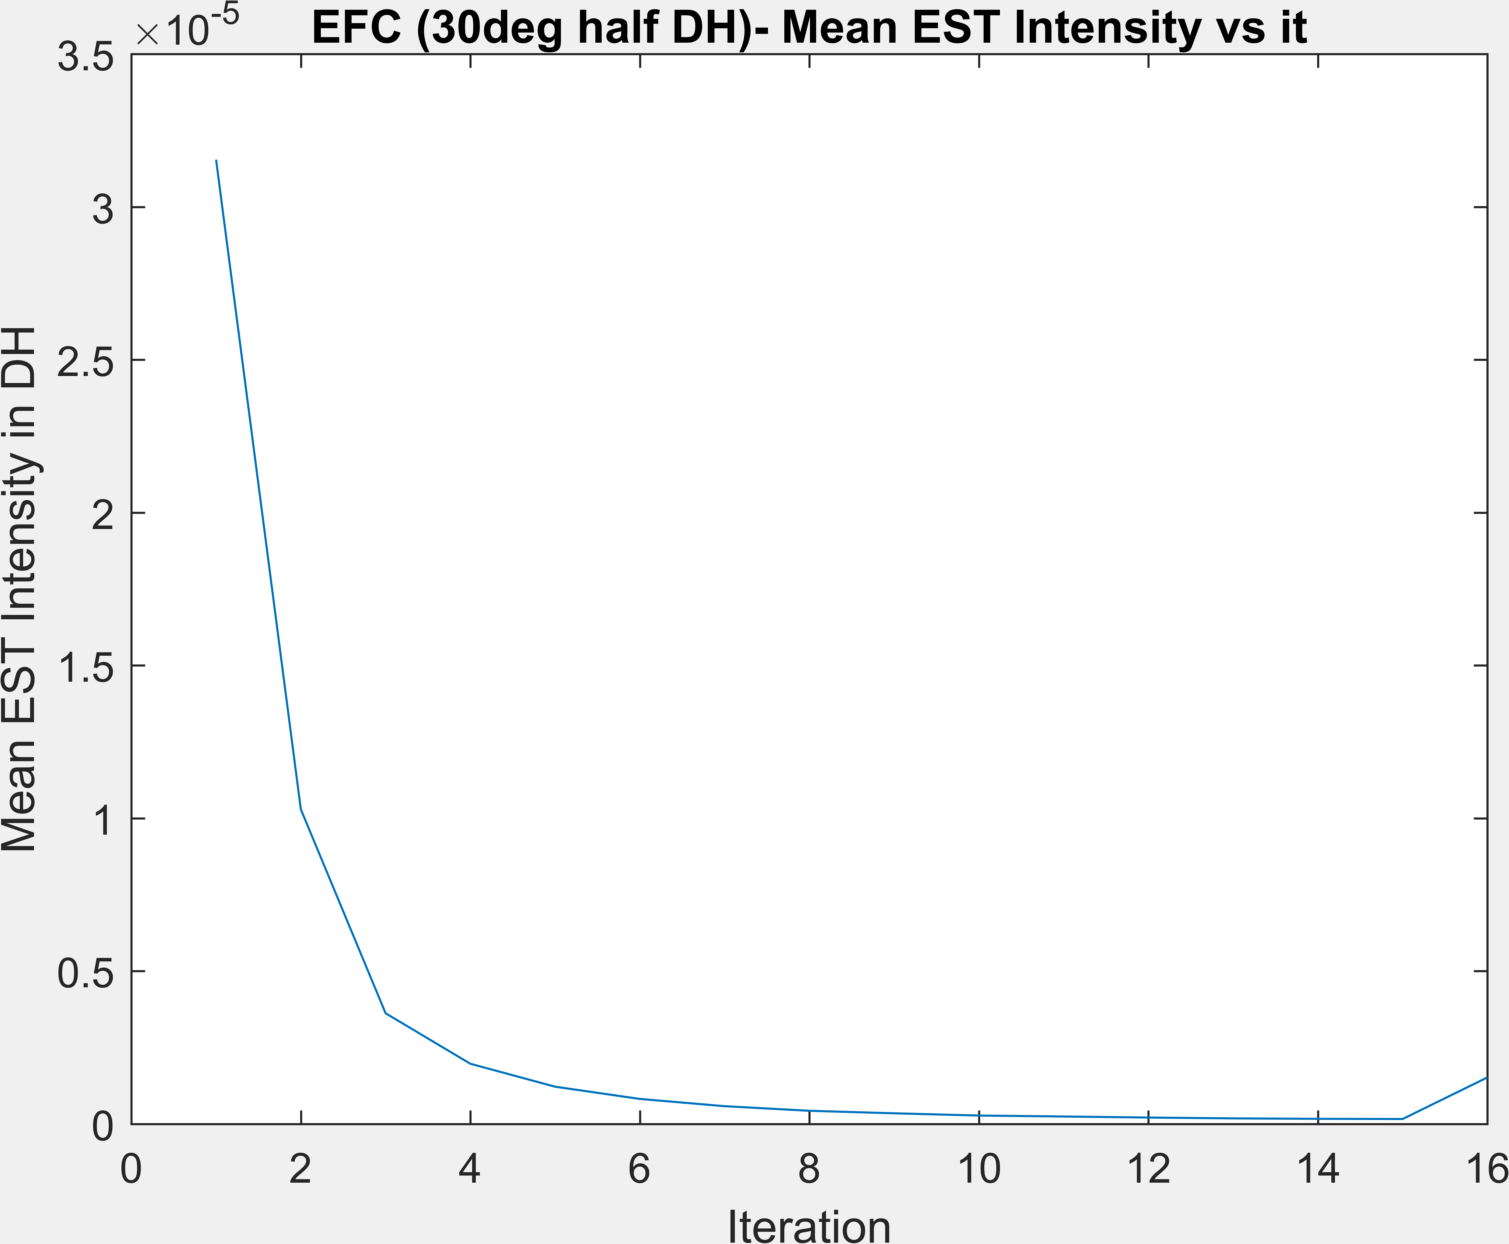 ×10-5
EFC (30deg half DH)- Mean EST Intensity vs it
3.5
3
2.5
2
1.5
1
0.5
0
Mean EST Intensity in DH
0 2 4 6 8 10 12 14 16
Iteration